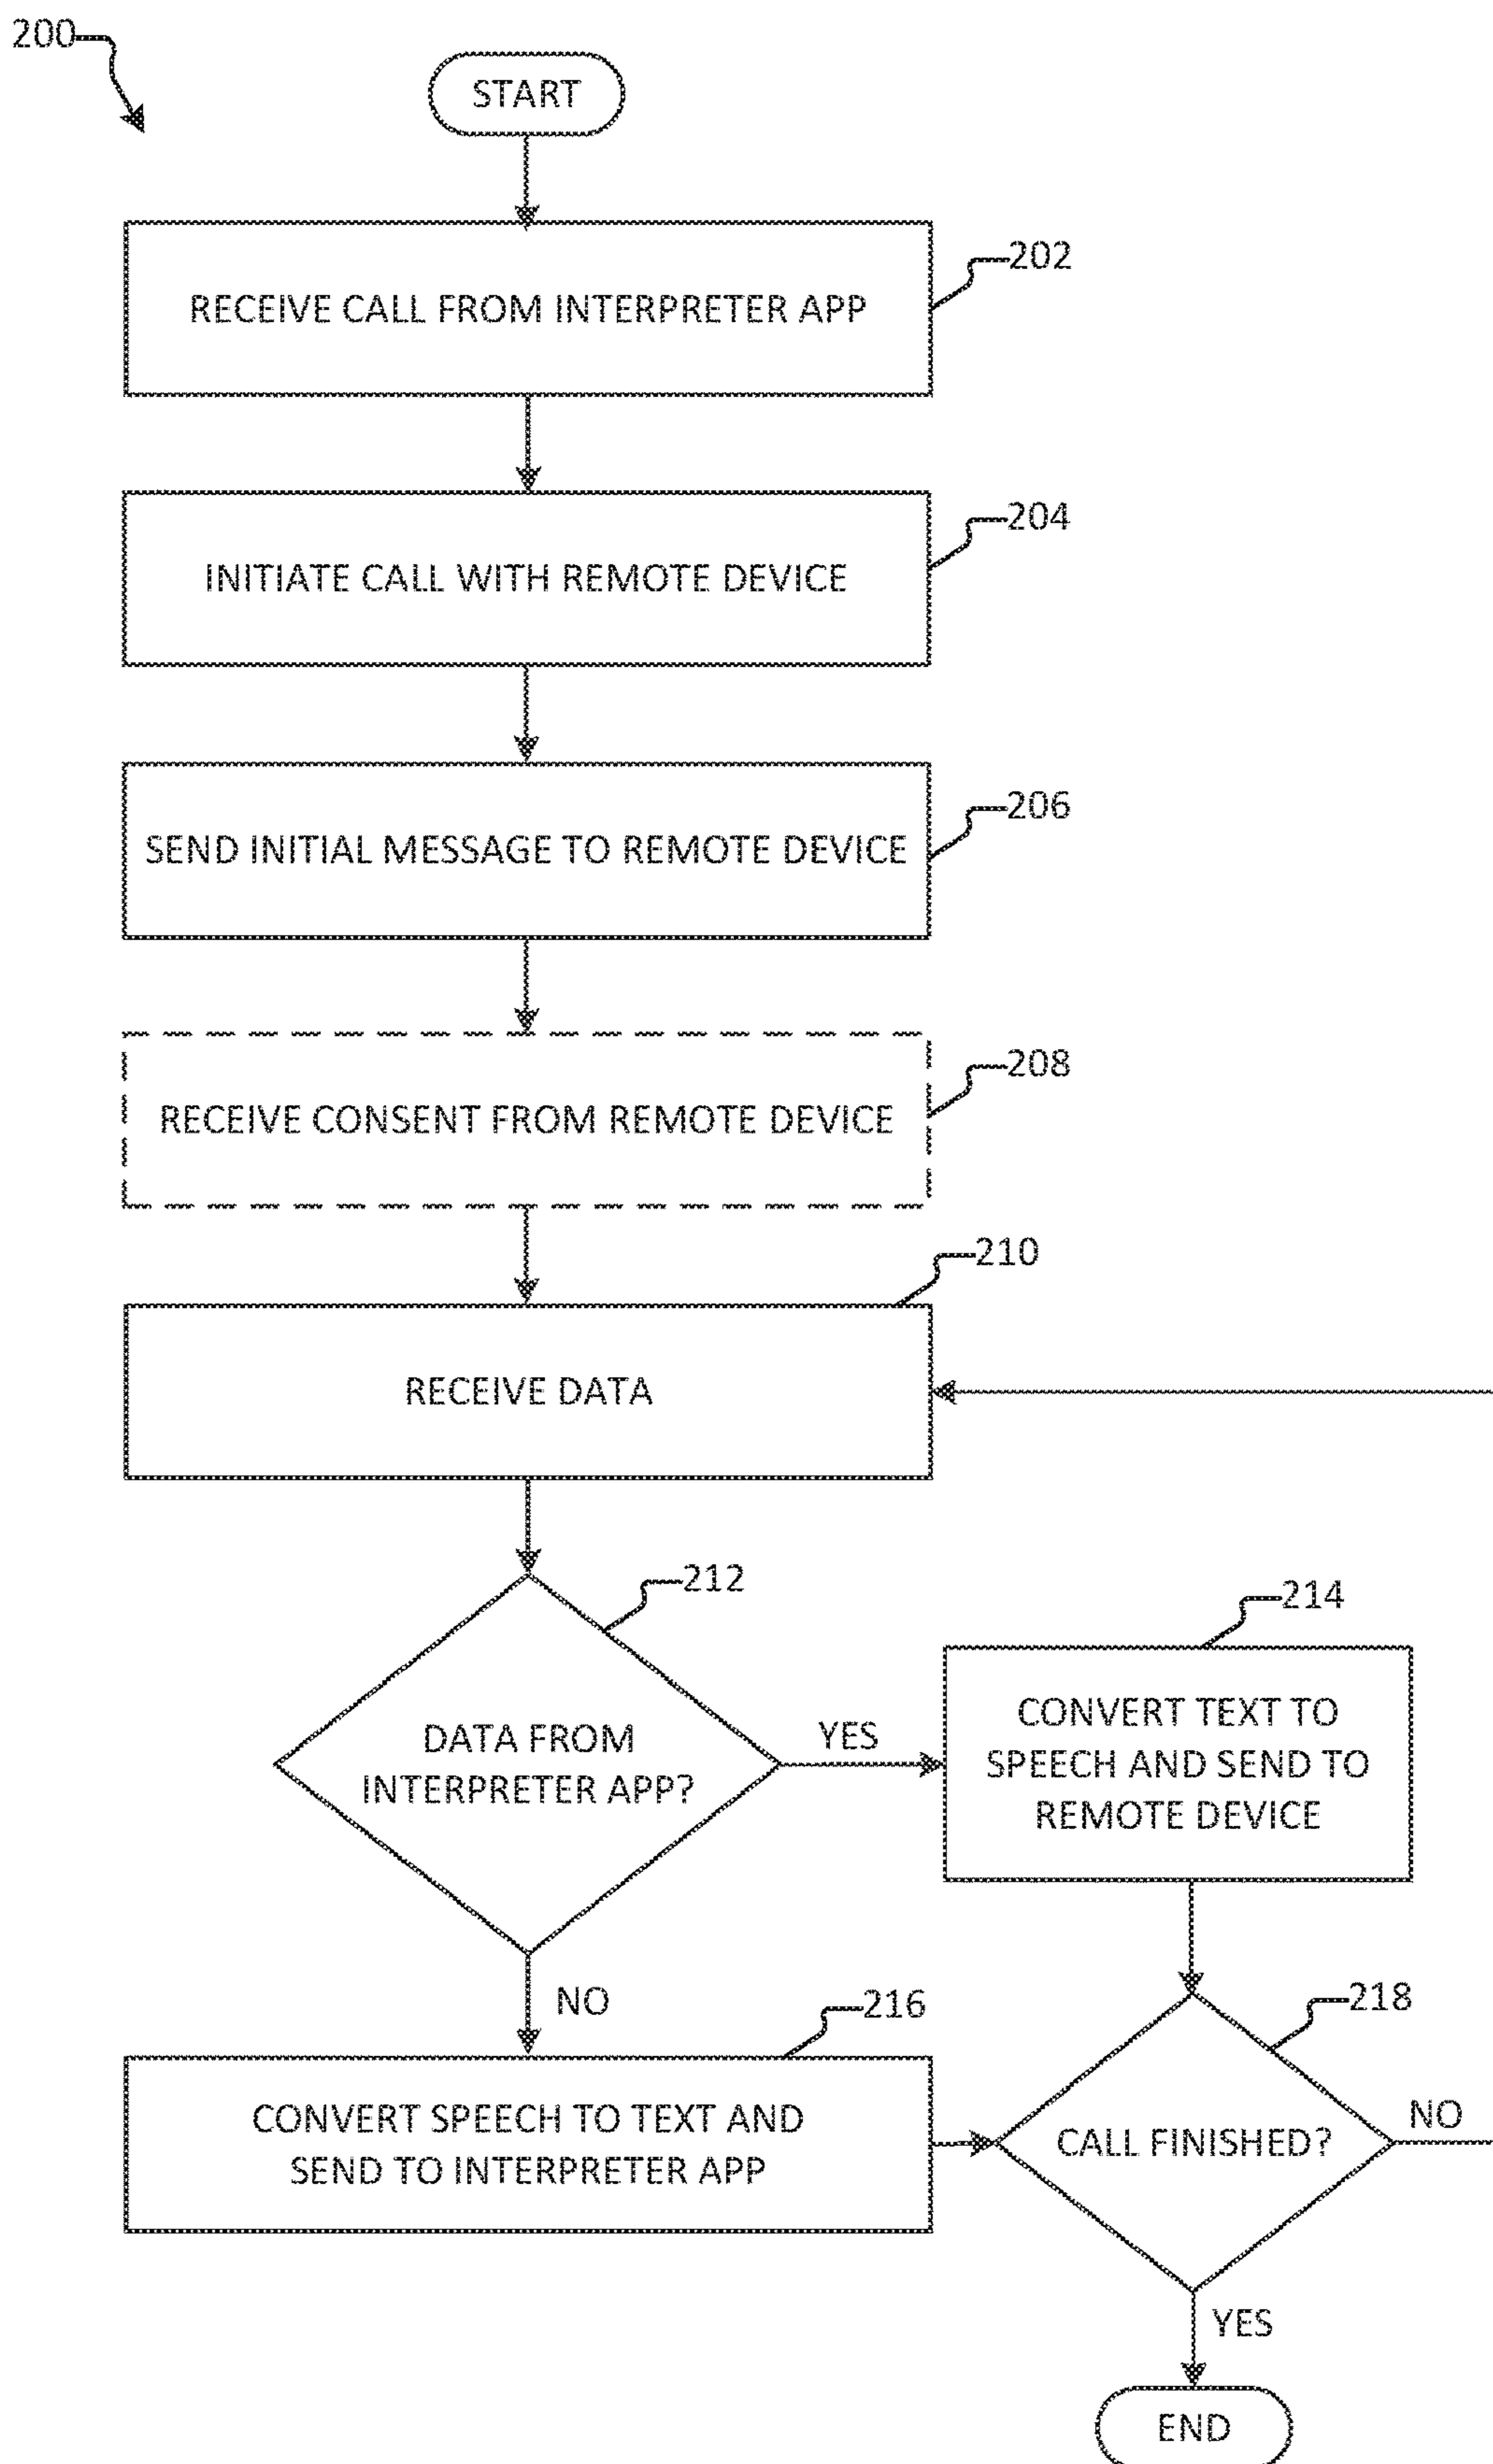 200
START
RECEIVE CALL FROM INTERPRETER APP
202
INITIATE CALL WITH REMOTE DEVICE
204
SEND INITIAL MESSAGE TO REMOTE DEVICE
206
RECEIVE CONSENT FROM REMOTE DEVICE
208
RECEIVE DATA
210
DATA FROM
INTERPRETER APP?
212
YES
NO
CONVERT TEXT TO
SPEECH AND SEND TO
REMOTE DEVICE
214
CONVERT SPEECH TO TEXT AND
SEND TO INTERPRETER APP
216
CALL FINISHED?
218
NO
YES
END